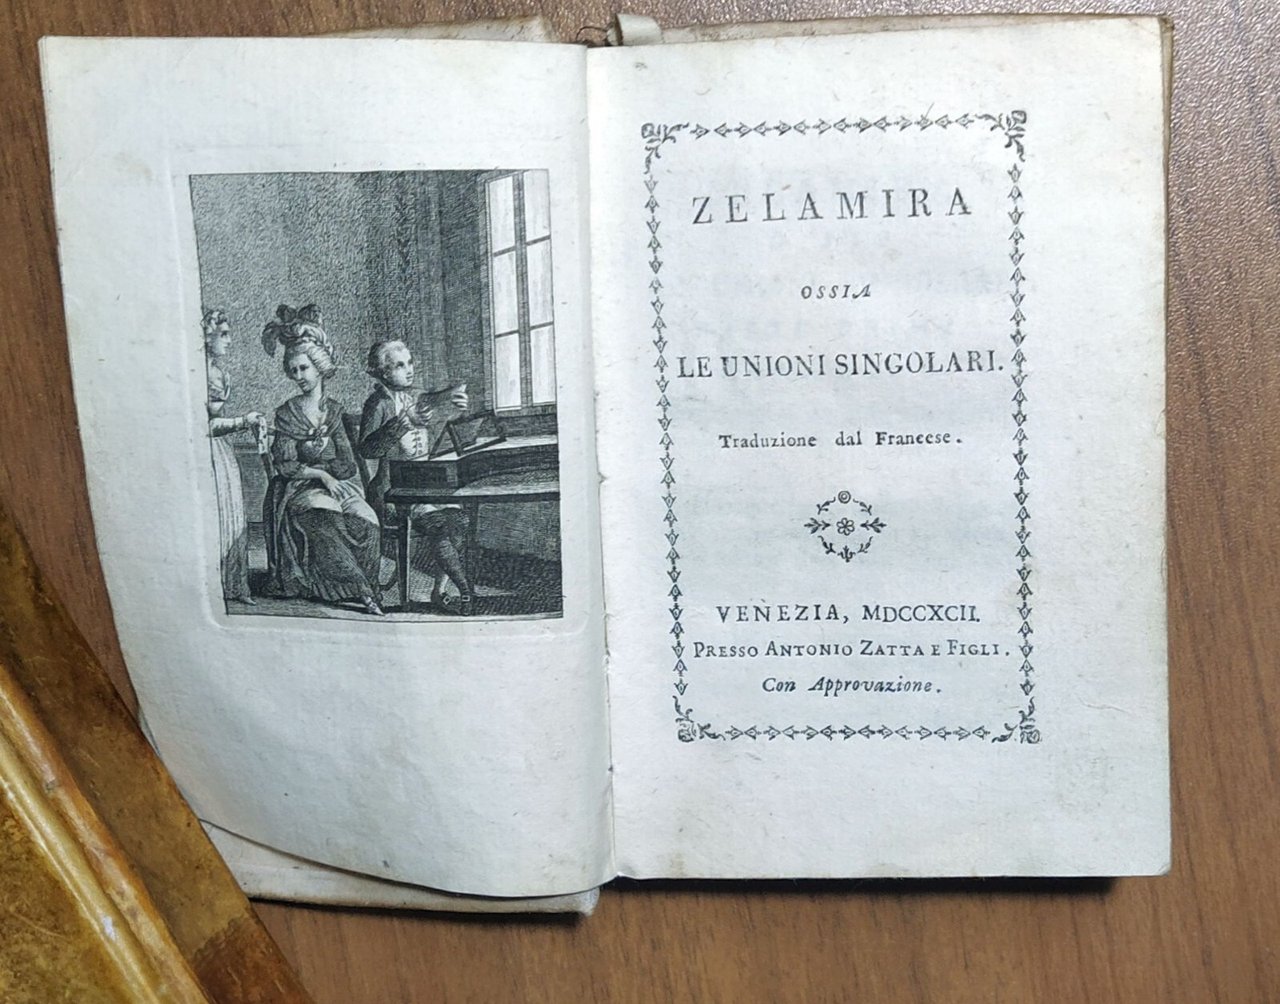 ZELAMIRA
OSSIA
LE UNIONI SINGOLARI.
Traduzione dal Francese.
VENEZIA, MDCCXCII.
PRESSO ANTONIO ZATTA E FIGLI.
Con Approvazione.